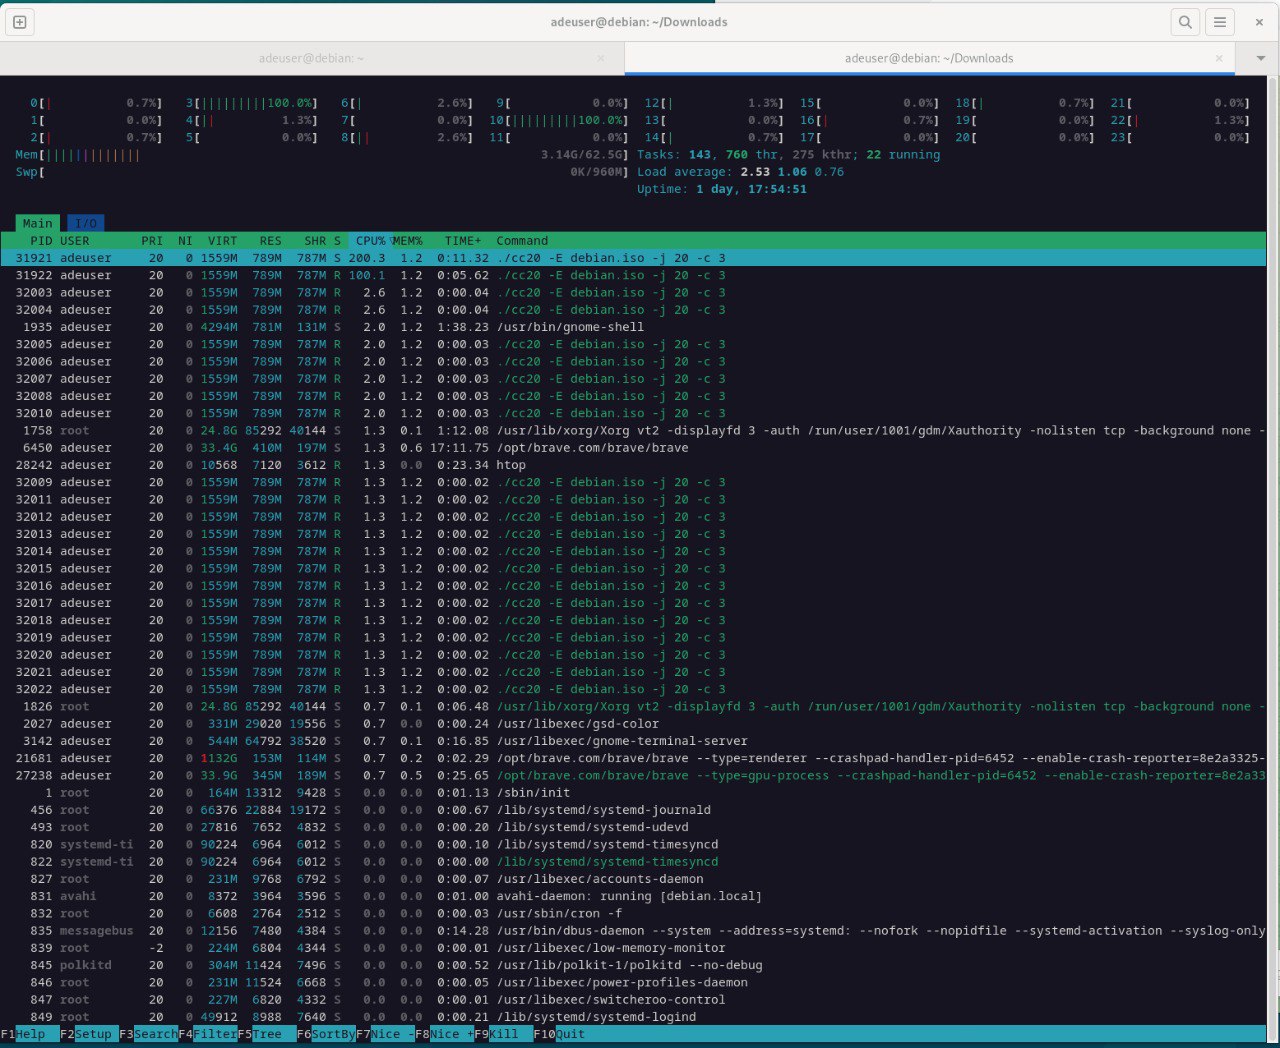 adeuser@debian: ~/Downloads
adeuser@debian: ~
adeuser@debian: ~/Downloads
0[| 0.7%] 3[|||||||||100.0%] 6[| 2.6%] 9[ 0.0%] 12[| 1.3%] 15[ 0.0%] 18[| 0.7%] 21[ 0.0%]
1[ 0.0%] 4[|| 1.3%] 7[ 0.0%] 10[|||||||||100.0%] 13[ 0.0%] 16[| 0.7%] 19[ 0.0%] 22[| 1.3%]
2[| 0.7%] 5[ 0.0%] 8[|| 2.6%] 11[ 0.0%] 14[| 0.7%] 17[ 0.0%] 20[ 0.0%] 23[ 0.0%]
Mem[||||||||||||| 3.14G/62.5G] Tasks: 143, 760 thr, 275 kthr; 22 running
Swp[ 0K/960M] Load average: 2.53 1.06 0.76
Uptime: 1 day, 17:54:51
Main I/O
PID USER PRI NI VIRT RES SHR S CPU%▽MEM% TIME+ Command
31921 adeuser 20 0 1559M 789M 787M S 200.3 1.2 0:11.32 ./cc20 -E debian.iso -j 20 -c 3
31922 adeuser 20 0 1559M 789M 787M R 100.1 1.2 0:05.62 ./cc20 -E debian.iso -j 20 -c 3
32003 adeuser 20 0 1559M 789M 787M R 2.6 1.2 0:00.04 ./cc20 -E debian.iso -j 20 -c 3
32004 adeuser 20 0 1559M 789M 787M R 2.6 1.2 0:00.04 ./cc20 -E debian.iso -j 20 -c 3
1935 adeuser 20 0 4294M 781M 131M S 2.0 1.2 1:38.23 /usr/bin/gnome-shell
32005 adeuser 20 0 1559M 789M 787M R 2.0 1.2 0:00.03 ./cc20 -E debian.iso -j 20 -c 3
32006 adeuser 20 0 1559M 789M 787M R 2.0 1.2 0:00.03 ./cc20 -E debian.iso -j 20 -c 3
32007 adeuser 20 0 1559M 789M 787M R 2.0 1.2 0:00.03 ./cc20 -E debian.iso -j 20 -c 3
32008 adeuser 20 0 1559M 789M 787M R 2.0 1.2 0:00.03 ./cc20 -E debian.iso -j 20 -c 3
32010 adeuser 20 0 1559M 789M 787M R 2.0 1.2 0:00.03 ./cc20 -E debian.iso -j 20 -c 3
1758 root 20 0 24.8G 85292 40144 S 1.3 0.1 1:12.08 /usr/lib/xorg/Xorg vt2 -displayfd 3 -auth /run/user/1001/gdm/Xauthority -nolisten tcp -background none -
6450 adeuser 20 0 33.4G 410M 197M S 1.3 0.6 17:11.75 /opt/brave.com/brave/brave
28242 adeuser 20 0 10568 7120 3612 R 1.3 0.0 0:23.34 htop
32009 adeuser 20 0 1559M 789M 787M R 1.3 1.2 0:00.02 ./cc20 -E debian.iso -j 20 -c 3
32011 adeuser 20 0 1559M 789M 787M R 1.3 1.2 0:00.02 ./cc20 -E debian.iso -j 20 -c 3
32012 adeuser 20 0 1559M 789M 787M R 1.3 1.2 0:00.02 ./cc20 -E debian.iso -j 20 -c 3
32013 adeuser 20 0 1559M 789M 787M R 1.3 1.2 0:00.02 ./cc20 -E debian.iso -j 20 -c 3
32014 adeuser 20 0 1559M 789M 787M R 1.3 1.2 0:00.02 ./cc20 -E debian.iso -j 20 -c 3
32015 adeuser 20 0 1559M 789M 787M R 1.3 1.2 0:00.02 ./cc20 -E debian.iso -j 20 -c 3
32016 adeuser 20 0 1559M 789M 787M R 1.3 1.2 0:00.02 ./cc20 -E debian.iso -j 20 -c 3
32017 adeuser 20 0 1559M 789M 787M R 1.3 1.2 0:00.02 ./cc20 -E debian.iso -j 20 -c 3
32018 adeuser 20 0 1559M 789M 787M R 1.3 1.2 0:00.02 ./cc20 -E debian.iso -j 20 -c 3
32019 adeuser 20 0 1559M 789M 787M R 1.3 1.2 0:00.02 ./cc20 -E debian.iso -j 20 -c 3
32020 adeuser 20 0 1559M 789M 787M R 1.3 1.2 0:00.02 ./cc20 -E debian.iso -j 20 -c 3
32021 adeuser 20 0 1559M 789M 787M R 1.3 1.2 0:00.02 ./cc20 -E debian.iso -j 20 -c 3
32022 adeuser 20 0 1559M 789M 787M R 1.3 1.2 0:00.02 ./cc20 -E debian.iso -j 20 -c 3
1826 root 20 0 24.8G 85292 40144 S 0.7 0.1 0:06.48 /usr/lib/xorg/Xorg vt2 -displayfd 3 -auth /run/user/1001/gdm/Xauthority -nolisten tcp -background none -
2027 adeuser 20 0 331M 29020 19556 S 0.7 0.0 0:00.24 /usr/libexec/gsd-color
3142 adeuser 20 0 544M 64792 38520 S 0.7 0.1 0:16.85 /usr/libexec/gnome-terminal-server
21681 adeuser 20 0 1132G 153M 114M S 0.7 0.2 0:02.29 /opt/brave.com/brave/brave --type=renderer --crashpad-handler-pid=6452 --enable-crash-reporter=8e2a3325-
27238 adeuser 20 0 33.9G 345M 189M S 0.7 0.5 0:25.65 /opt/brave.com/brave/brave --type=gpu-process --crashpad-handler-pid=6452 --enable-crash-reporter=8e2a33
1 root 20 0 164M 13312 9428 S 0.0 0.0 0:01.13 /sbin/init
456 root 20 0 66376 22884 19172 S 0.0 0.0 0:00.67 /lib/systemd/systemd-journald
493 root 20 0 27816 7652 4832 S 0.0 0.0 0:00.20 /lib/systemd/systemd-udevd
820 systemd-ti 20 0 90224 6964 6012 S 0.0 0.0 0:00.10 /lib/systemd/systemd-timesyncd
822 systemd-ti 20 0 90224 6964 6012 S 0.0 0.0 0:00.00 /lib/systemd/systemd-timesyncd
827 root 20 0 231M 9768 6792 S 0.0 0.0 0:00.07 /usr/libexec/accounts-daemon
831 avahi 20 0 8372 3964 3596 S 0.0 0.0 0:01.00 avahi-daemon: running [debian.local]
832 root 20 0 6608 2764 2512 S 0.0 0.0 0:00.03 /usr/sbin/cron -f
835 messagebus 20 0 12156 7480 4384 S 0.0 0.0 0:14.28 /usr/bin/dbus-daemon --system --address=systemd: --nofork --nopidfile --systemd-activation --syslog-only
839 root -2 0 224M 6804 4344 S 0.0 0.0 0:00.01 /usr/libexec/low-memory-monitor
845 polkitd 20 0 304M 11424 7496 S 0.0 0.0 0:00.52 /usr/lib/polkit-1/polkitd --no-debug
846 root 20 0 231M 11524 6668 S 0.0 0.0 0:00.05 /usr/libexec/power-profiles-daemon
847 root 20 0 227M 6820 4332 S 0.0 0.0 0:00.01 /usr/libexec/switcheroo-control
849 root 20 0 49912 8988 7640 S 0.0 0.0 0:00.21 /lib/systemd/systemd-logind
F1Help F2Setup F3SearchF4FilterF5Tree F6SortByF7Nice -F8Nice +F9Kill F10Quit